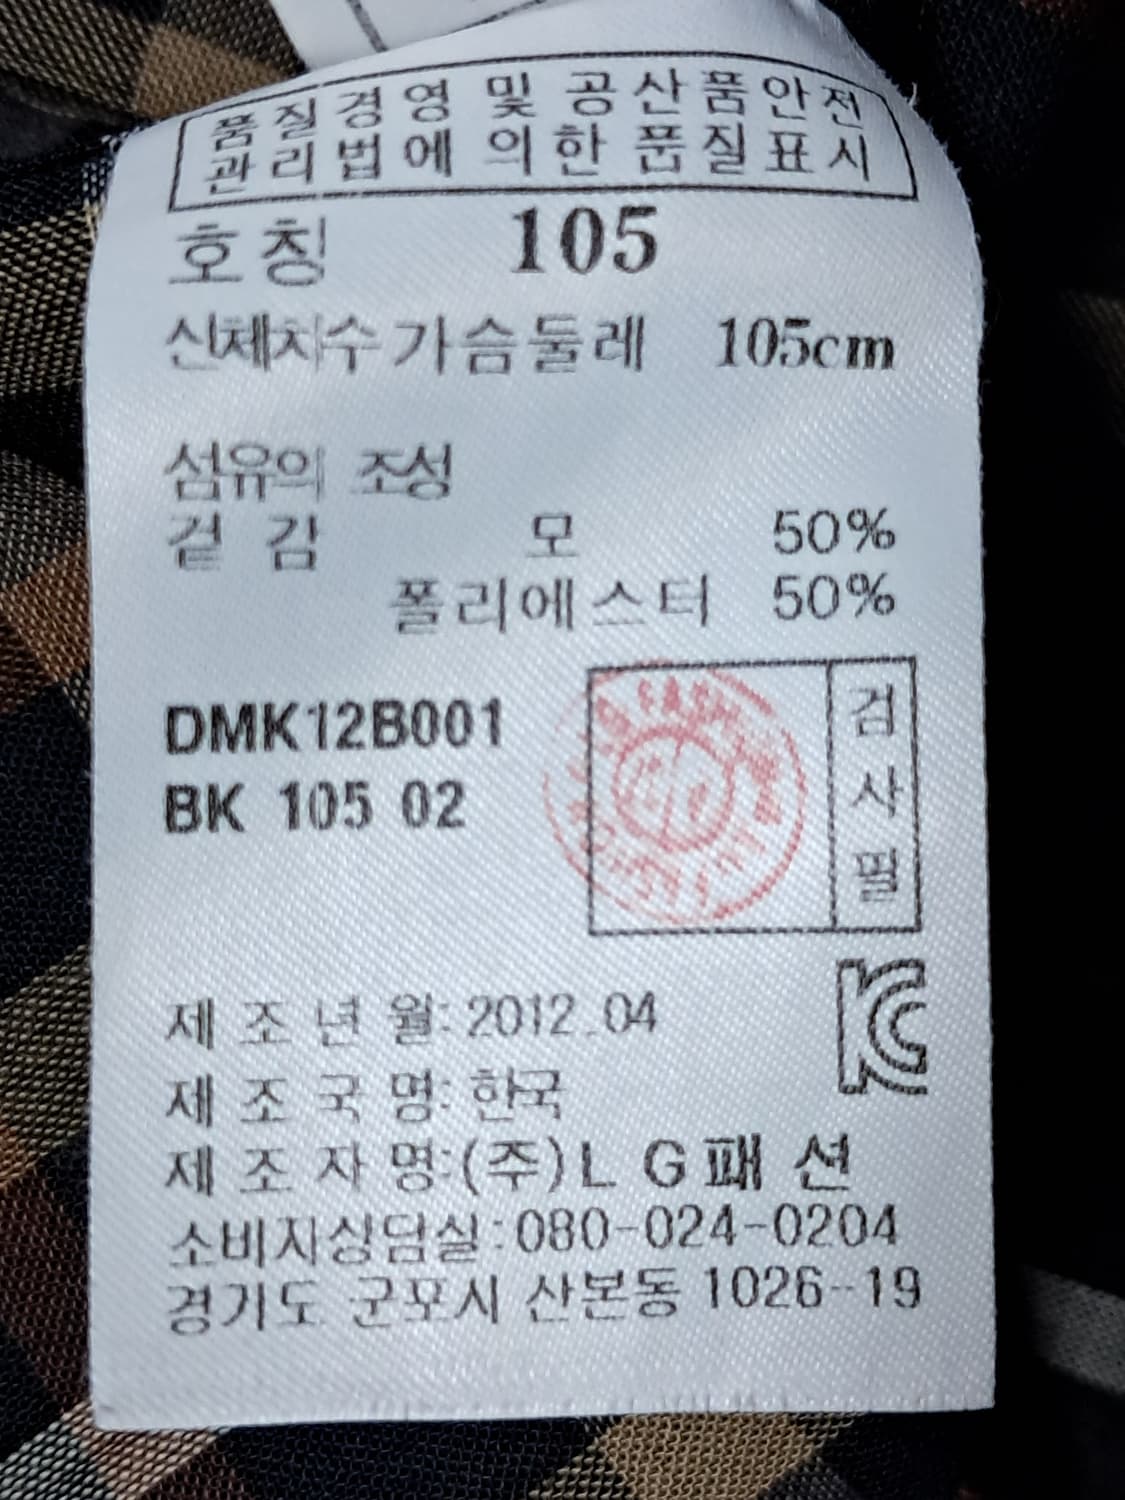 품질경영 및 공산품안전
관리법에 의한 품질표시
호칭 105
신체치수 가슴둘레 105cm
섬유의 조성
겉감 모 50%
폴리에스터 50%
DMK12B001
BK 105 02
검사필
제조년월: 2012.04
KC
제조국명: 한국
제조자명: (주)LG패션
소비자상담실: 080-024-0204
경기도 군포시 산본동 1026-19